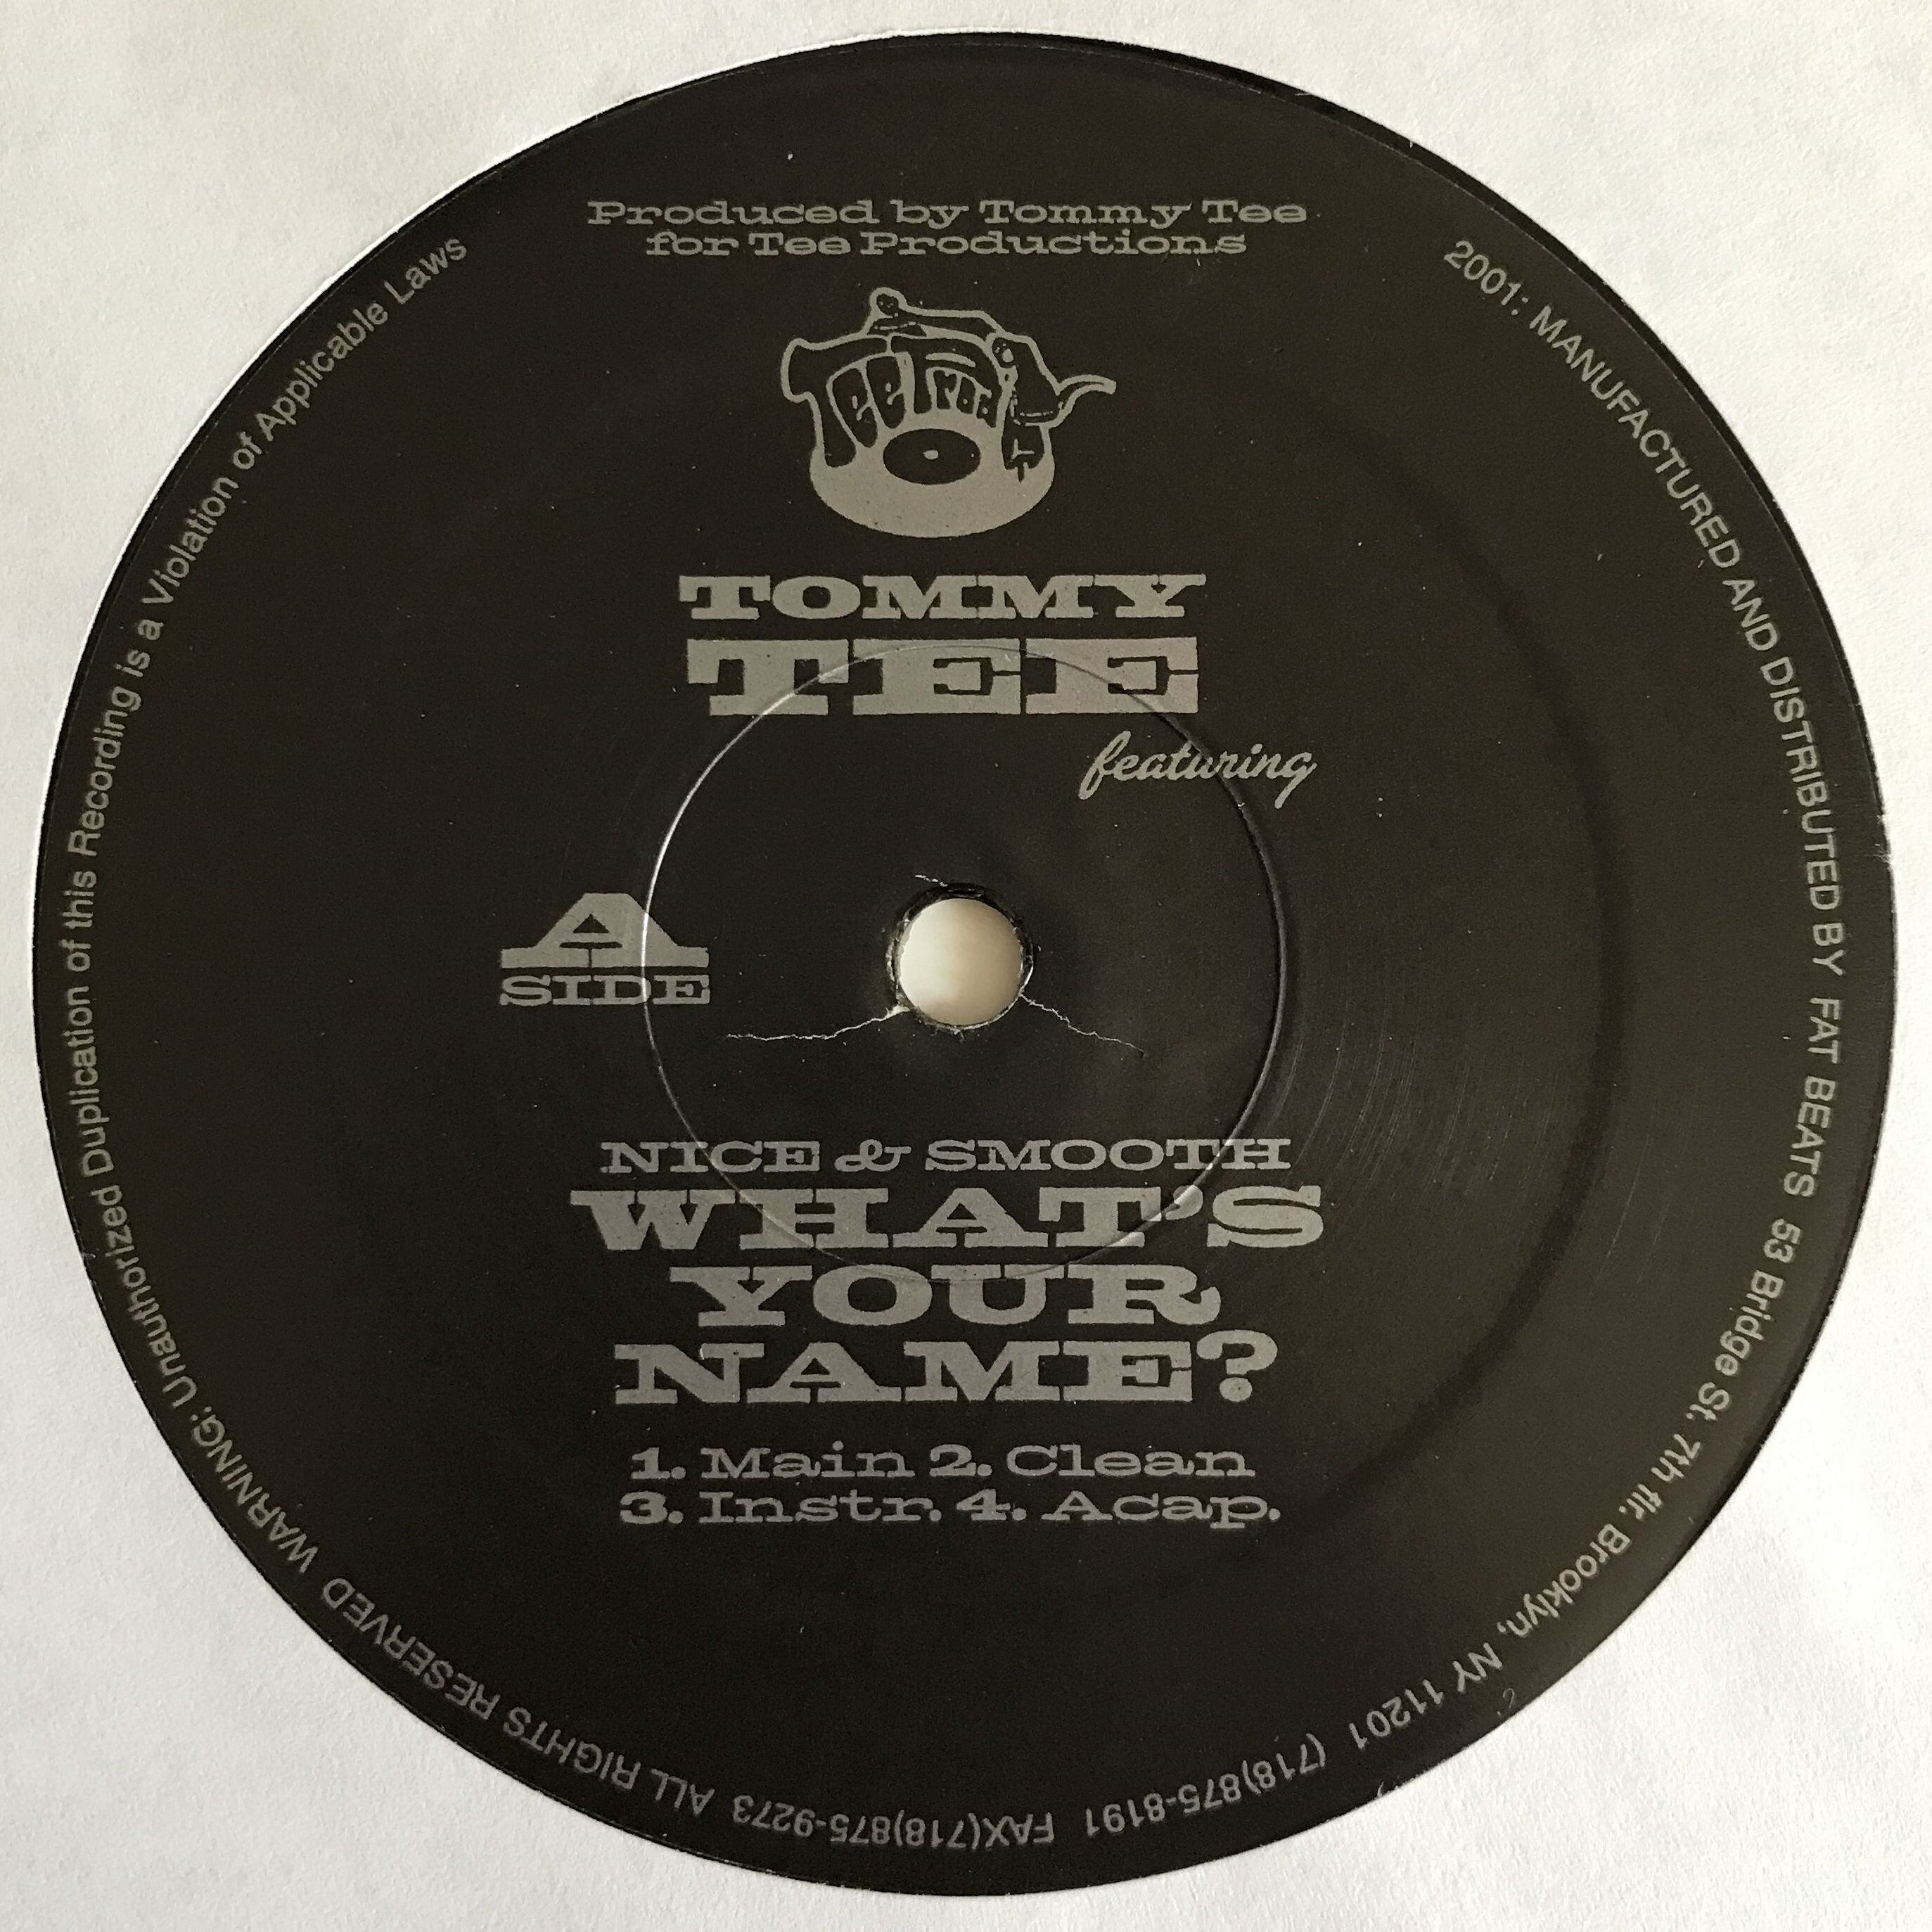 Produced by Tommy Tee
for Tee Productions
Tee Prod
TOMMY
TEE
featuring
A
SIDE
NICE & SMOOTH
WHAT'S
YOUR
NAME?
1. Main 2. Clean
3. Instr. 4. Acap.
2001: MANUFACTURED AND DISTRIBUTED BY FAT BEATS 53 Bridge St. 7th flr. Brooklyn, NY 11201 (718)875-8191 FAX(718)875-9273 ALL RIGHTS RESERVED WARNING: Unauthorized Duplication of this Recording is a Violation of Applicable Laws